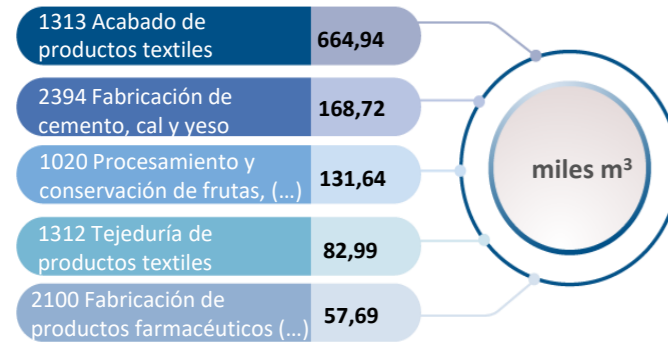 1313 Acabado de
productos textiles
664,94
2394 Fabricación de
cemento, cal y yeso
168,72
1020 Procesamiento y
conservación de frutas, (...)
131,64
1312 Tejeduría de
productos textiles
82,99
2100 Fabricación de
productos farmacéuticos (...)
57,69
miles m³